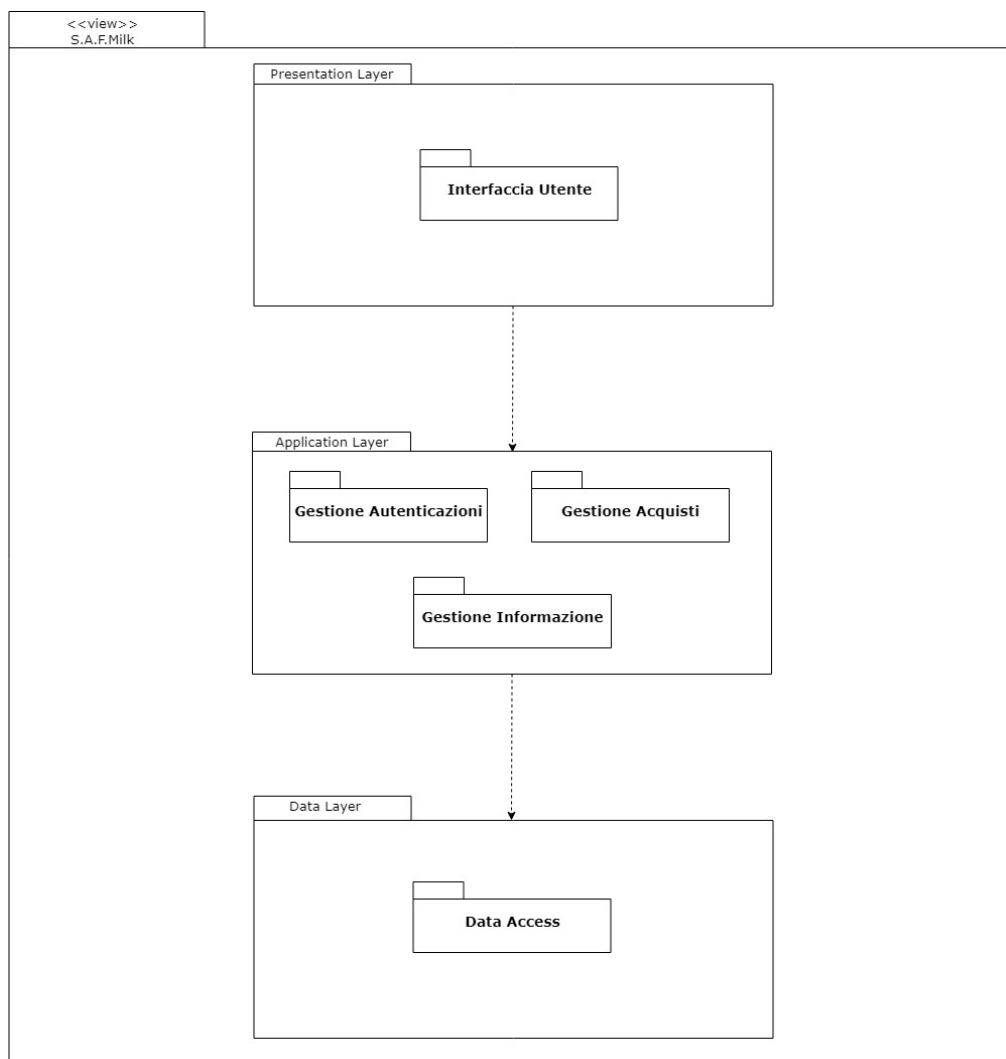 <<view>>
S.A.F.Milk
Presentation Layer
Interfaccia Utente
Application Layer
Gestione Autenticazioni
Gestione Acquisti
Gestione Informazione
Data Layer
Data Access